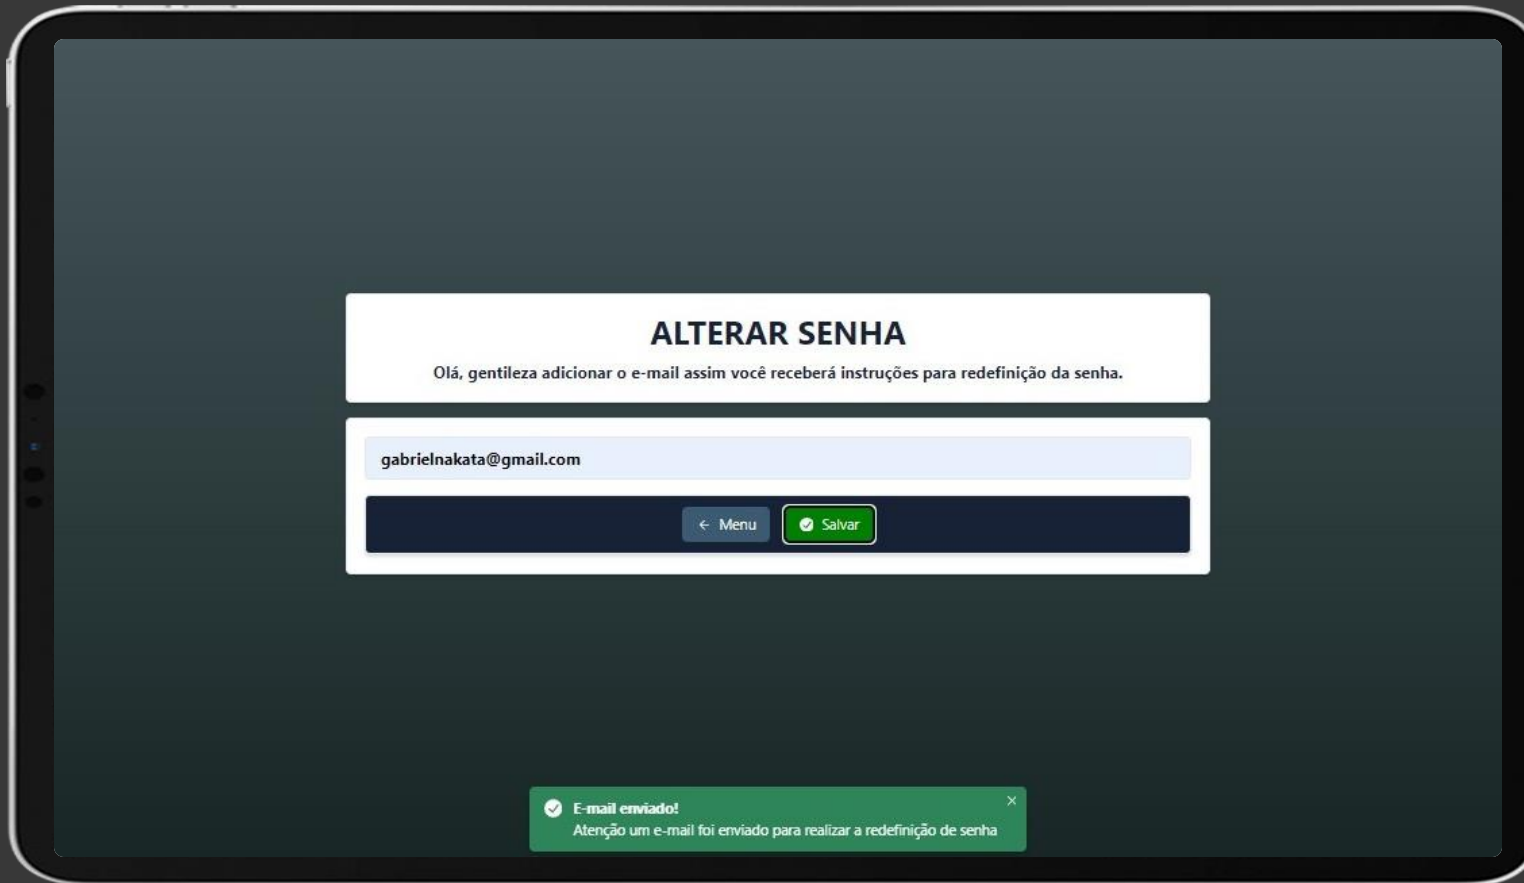 ALTERAR SENHA
Olá, gentileza adicionar o e-mail assim você receberá instruções para redefinição da senha.
gabrielnakata@gmail.com
Menu
Salvar
E-mail enviado!
Atenção um e-mail foi enviado para realizar a redefinição de senha